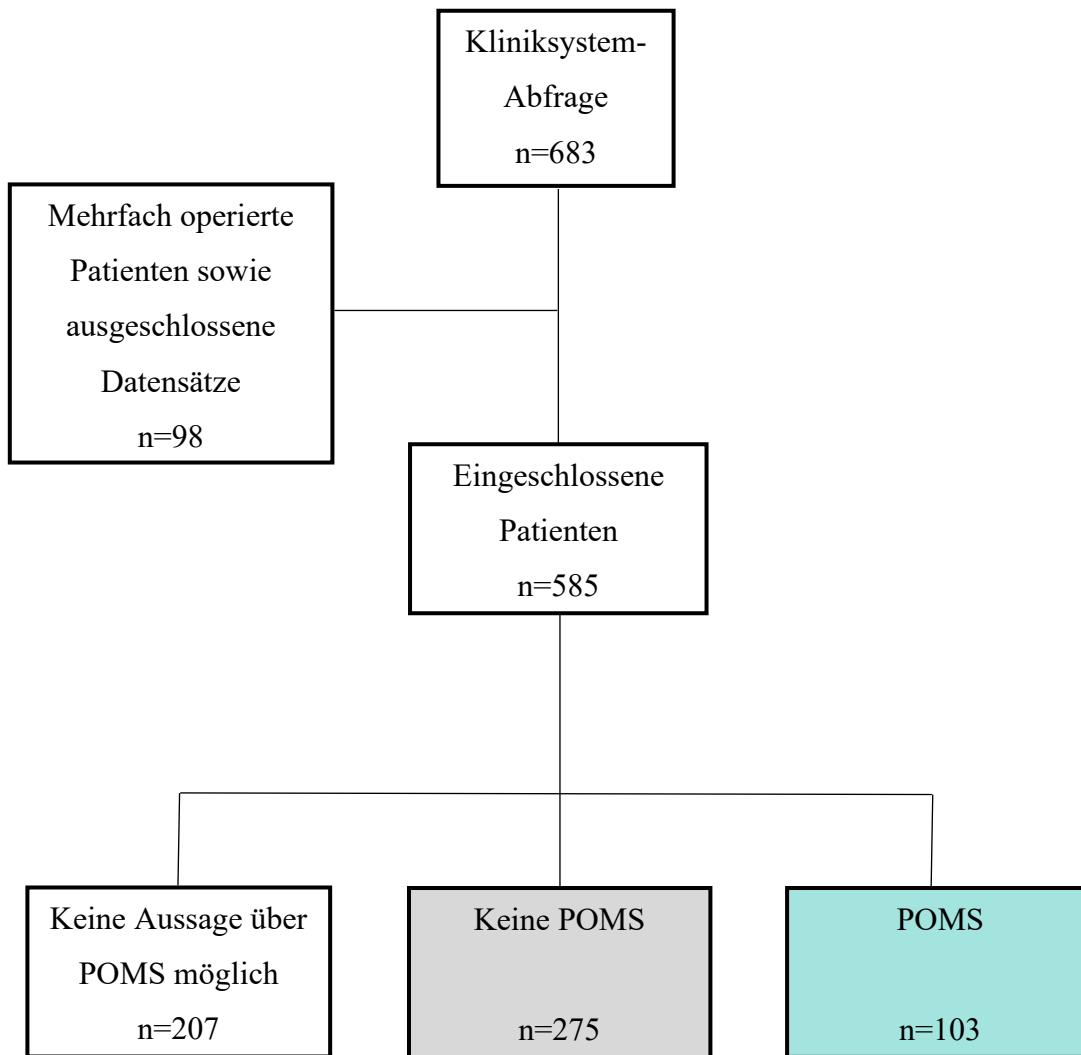 Kliniksystem-
Abfrage
n=683
Mehrfach operierte
Patienten sowie
ausgeschlossene
Datensätze
n=98
Eingeschlossene
Patienten
n=585
Keine Aussage über
POMS möglich
n=207
Keine POMS
n=275
POMS
n=103